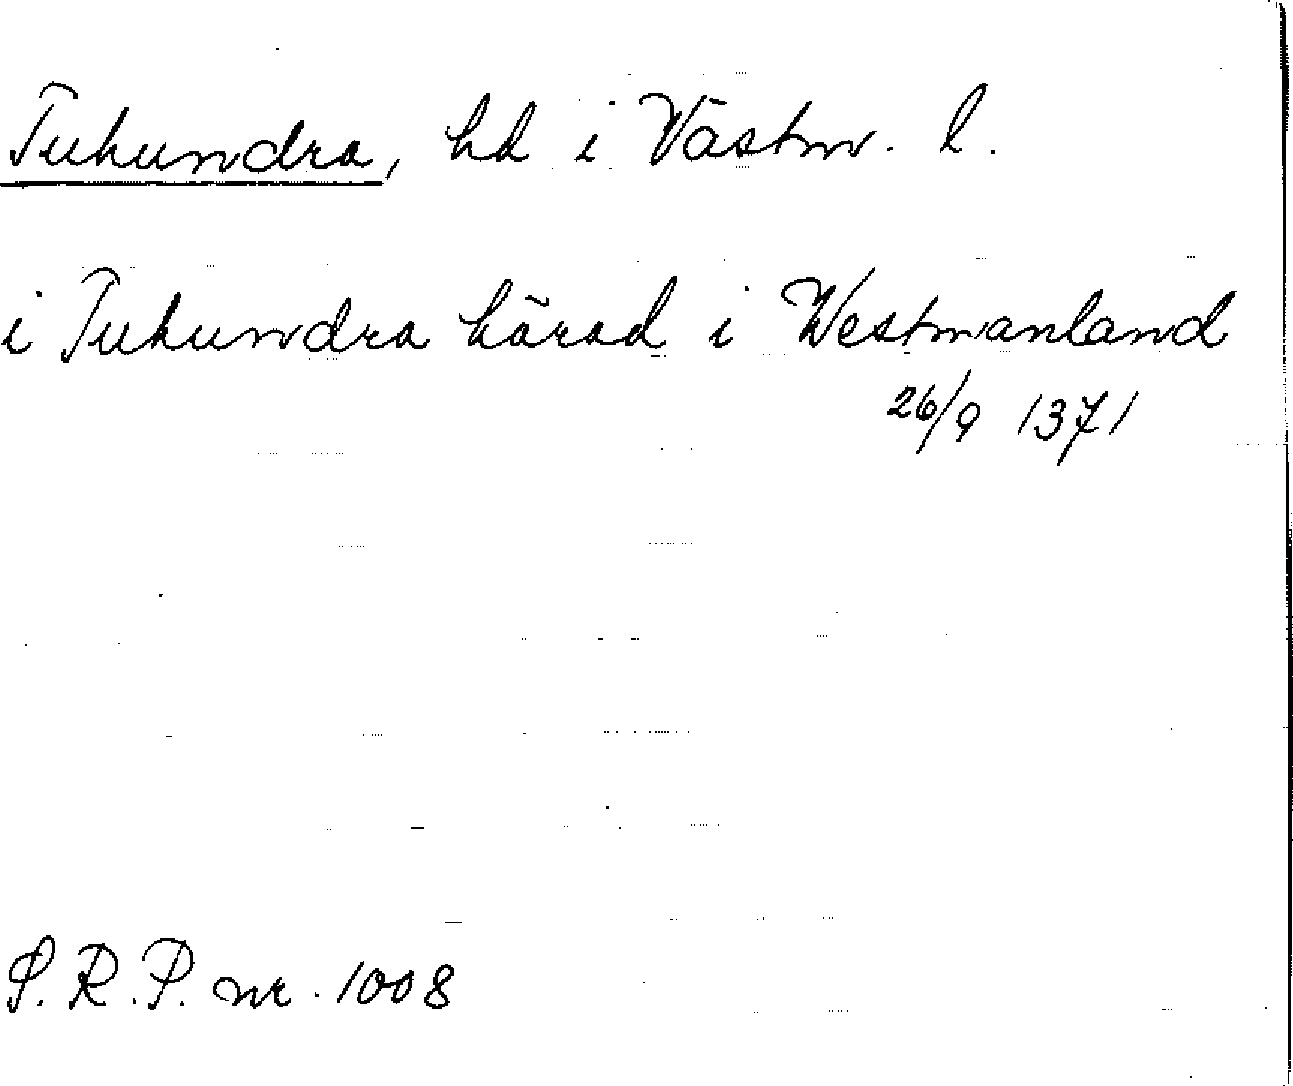 Tuhundra, hd i Västm. l.
i Tuhundra härad i Westmanland
26/9 1371
S.R.P. nr. 1008